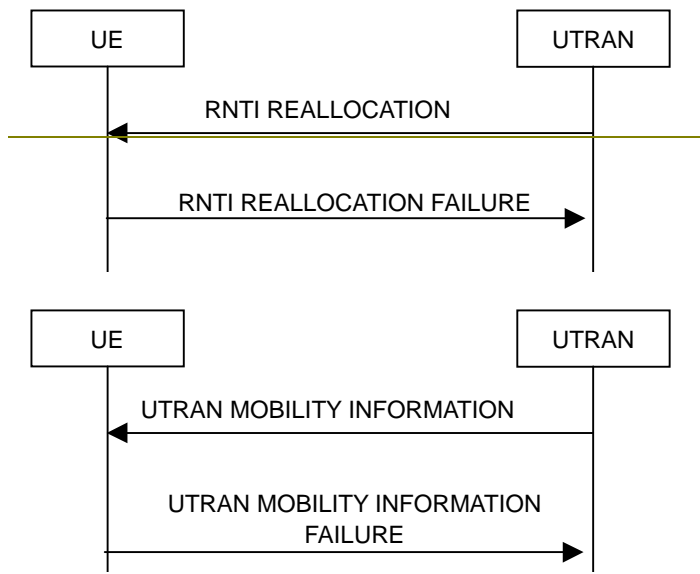 UE UTRAN
RNTI REALLOCATION
RNTI REALLOCATION FAILURE
UE UTRAN
UTRAN MOBILITY INFORMATION
UTRAN MOBILITY INFORMATION
FAILURE